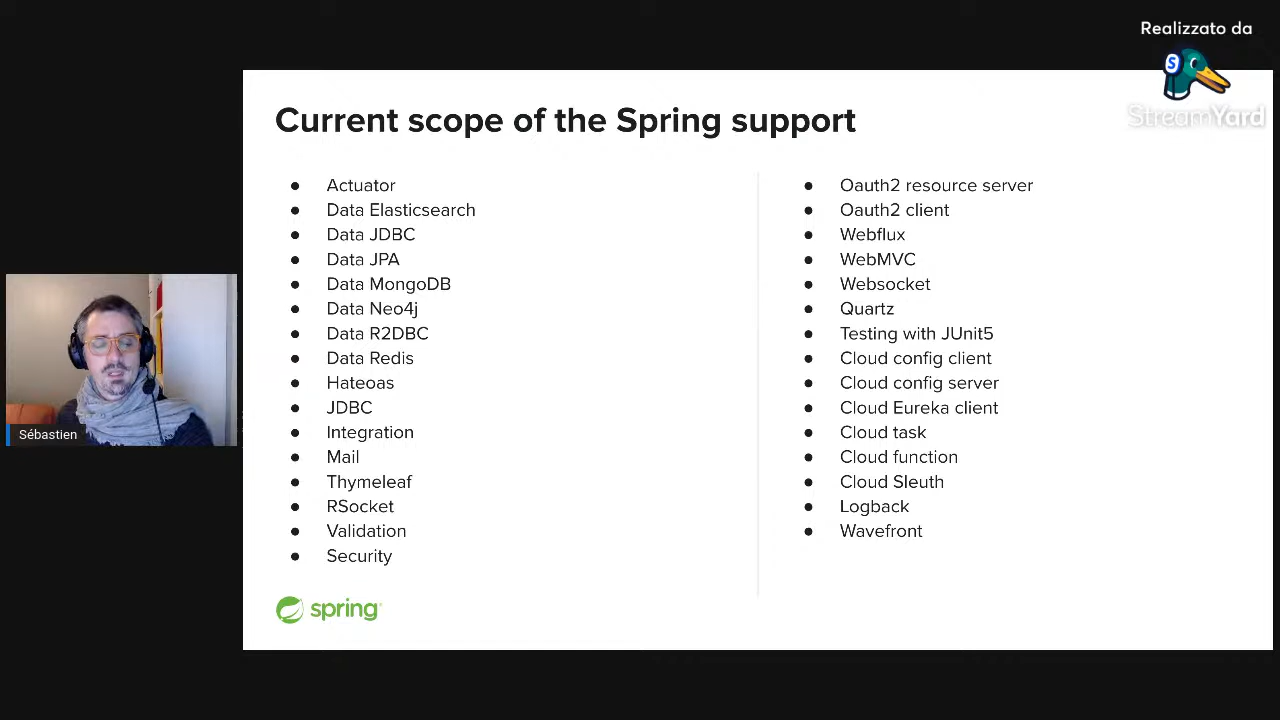 Realizzato da
StreamYard
Current scope of the Spring support
Actuator
Data Elasticsearch
Data JDBC
Data JPA
Data MongoDB
Data Neo4j
Data R2DBC
Data Redis
Hateoas
JDBC
Integration
Mail
Thymeleaf
RSocket
Validation
Security
Oauth2 resource server
Oauth2 client
Webflux
WebMVC
Websocket
Quartz
Testing with JUnit5
Cloud config client
Cloud config server
Cloud Eureka client
Cloud task
Cloud function
Cloud Sleuth
Logback
Wavefront
spring
Sébastien